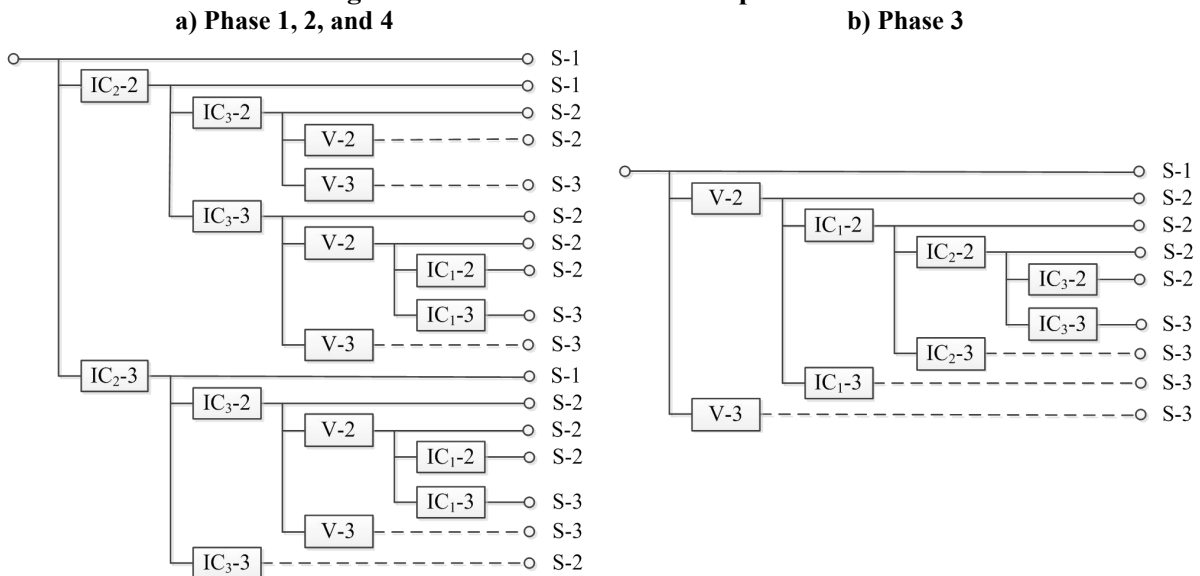 a) Phase 1, 2, and 4
b) Phase 3
S-1
IC₂-2
S-1
IC₃-2
S-2
V-2
S-2
V-3
S-3
IC₃-3
S-2
V-2
S-2
IC₁-2
S-2
IC₁-3
S-3
V-3
S-3
IC₂-3
S-1
IC₃-2
S-2
V-2
S-2
IC₁-2
S-2
IC₁-3
S-3
V-3
S-3
IC₃-3
S-2
S-1
V-2
S-2
IC₁-2
S-2
IC₂-2
S-2
IC₃-2
S-2
IC₃-3
S-3
IC₂-3
S-3
IC₁-3
S-3
V-3
S-3